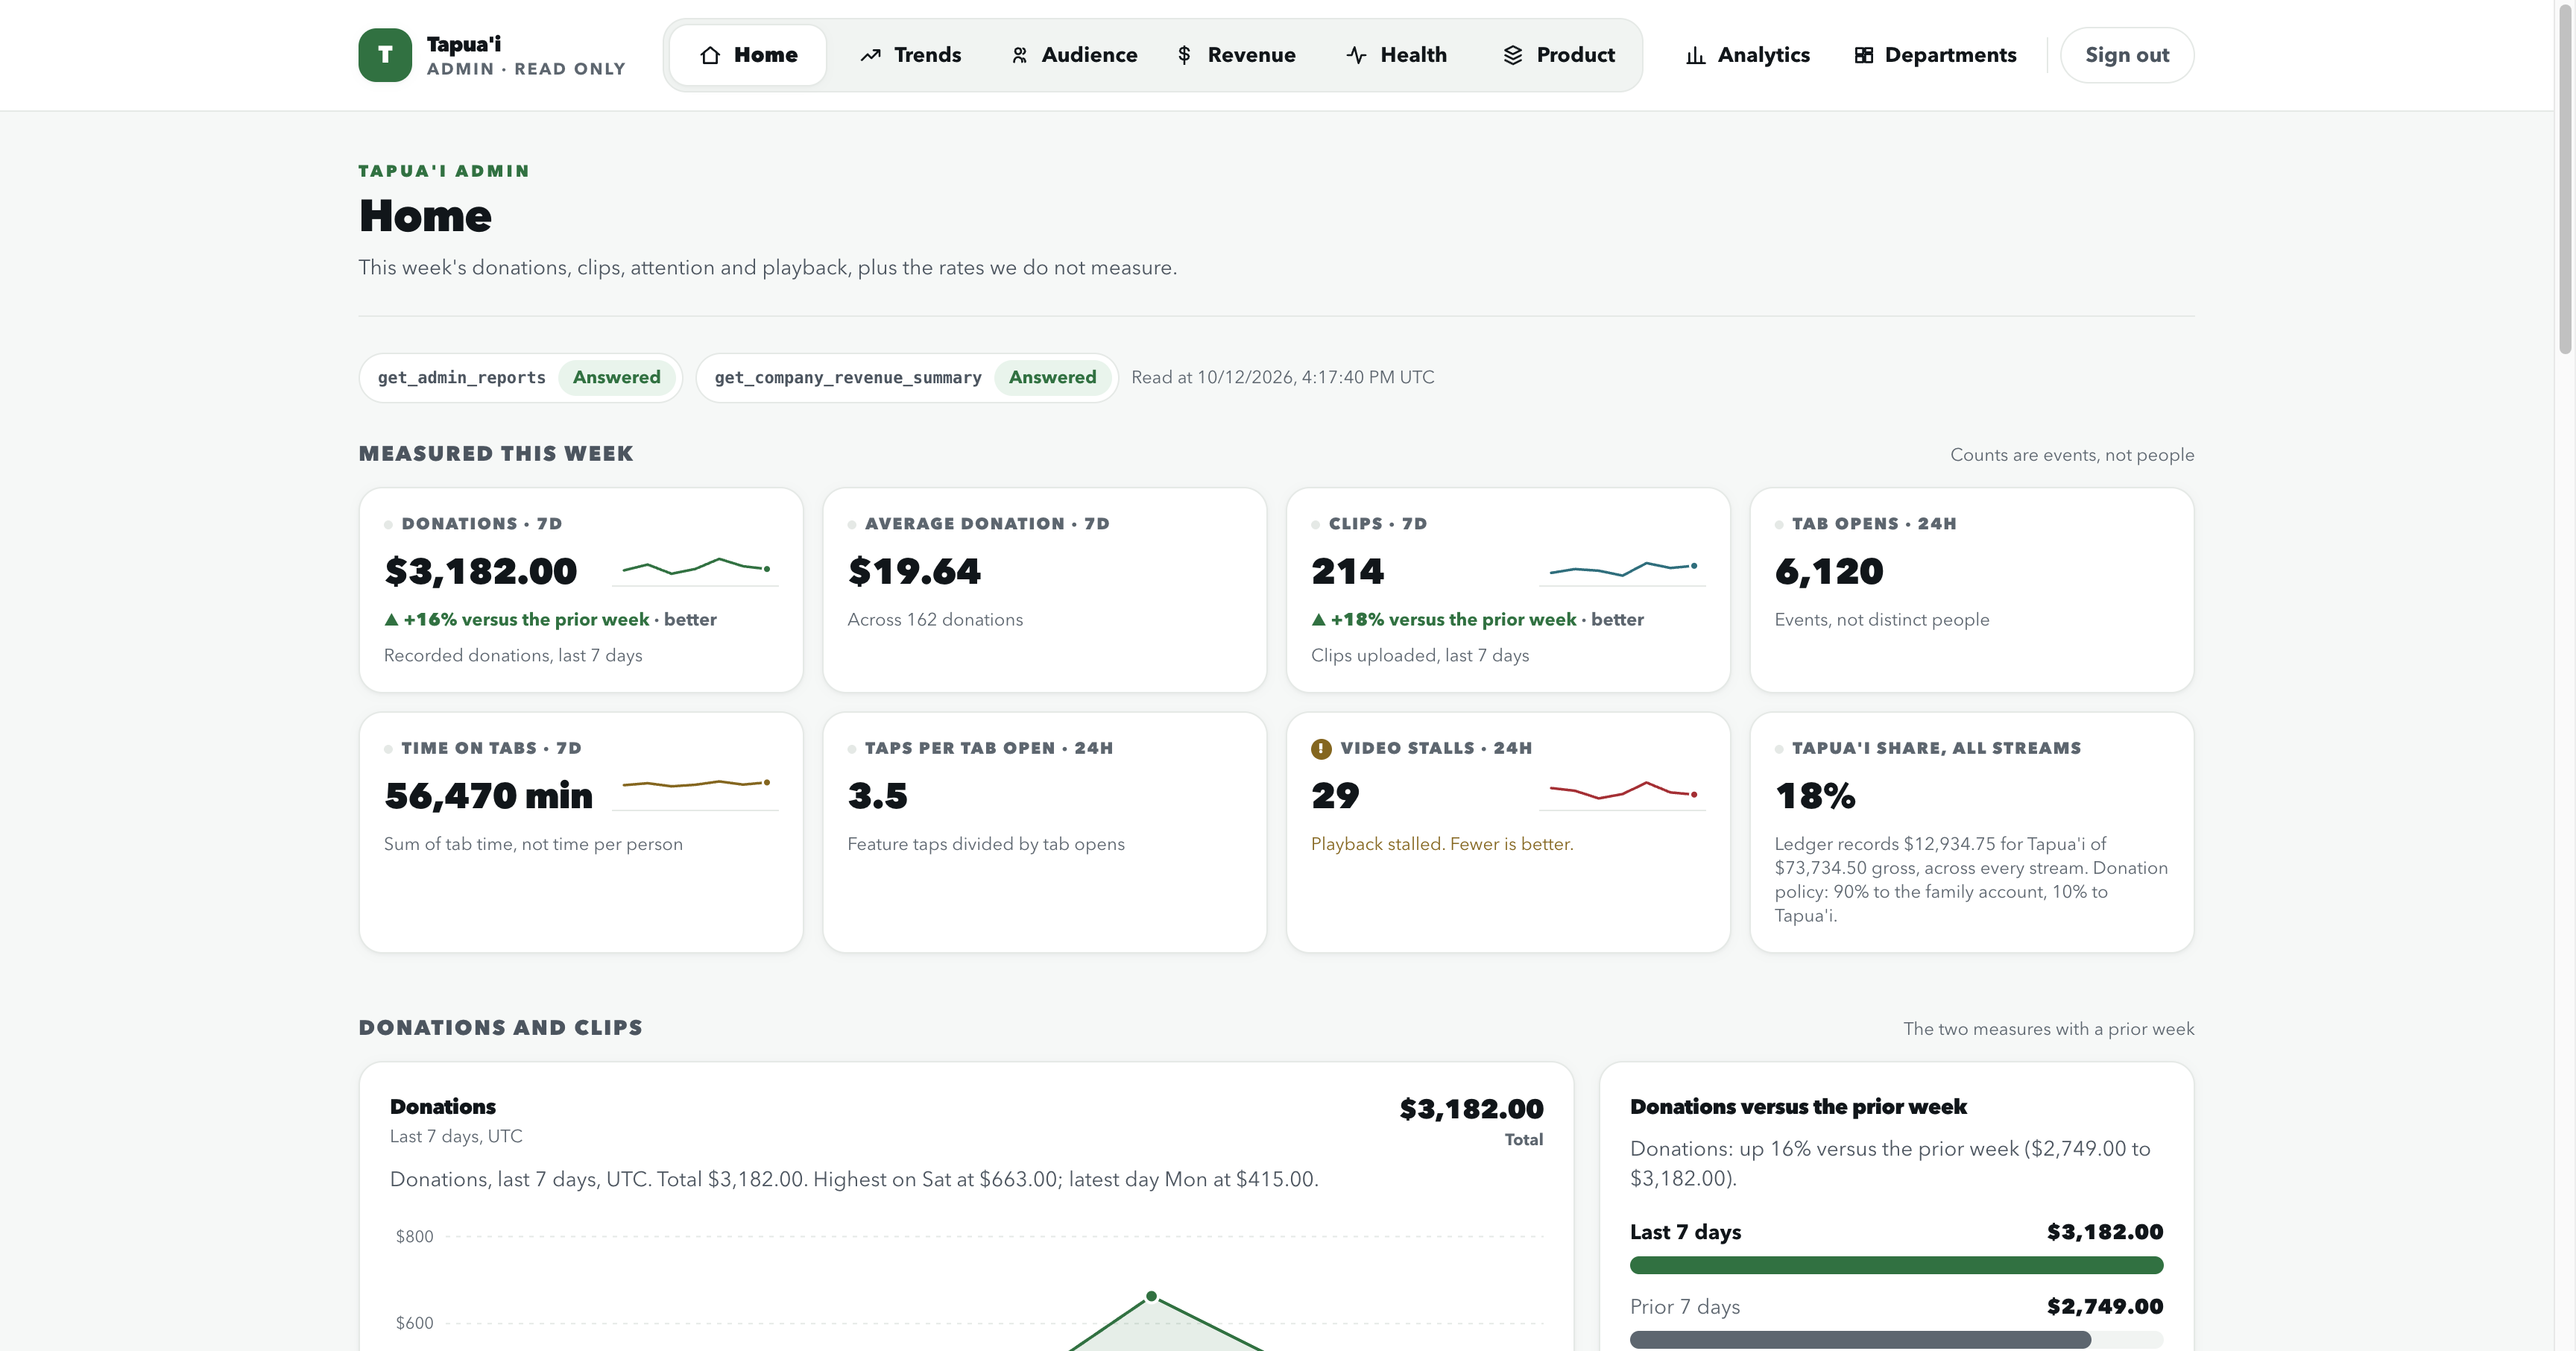 T
Tapua'i
ADMIN · READ ONLY
Home
Trends
Audience
Revenue
Health
Product
Analytics
Departments
Sign out
TAPUA'I ADMIN
Home
This week's donations, clips, attention and playback, plus the rates we do not measure.
get_admin_reports Answered
get_company_revenue_summary Answered
Read at 10/12/2026, 4:17:40 PM UTC
MEASURED THIS WEEK
Counts are events, not people
DONATIONS · 7D
$3,182.00
▲ +16% versus the prior week · better
Recorded donations, last 7 days
AVERAGE DONATION · 7D
$19.64
Across 162 donations
CLIPS · 7D
214
▲ +18% versus the prior week · better
Clips uploaded, last 7 days
TAB OPENS · 24H
6,120
Events, not distinct people
TIME ON TABS · 7D
56,470 min
Sum of tab time, not time per person
TAPS PER TAB OPEN · 24H
3.5
Feature taps divided by tab opens
! VIDEO STALLS · 24H
29
Playback stalled. Fewer is better.
TAPUA'I SHARE, ALL STREAMS
18%
Ledger records $12,934.75 for Tapua'i of
$73,734.50 gross, across every stream. Donation
policy: 90% to the family account, 10% to
Tapua'i.
DONATIONS AND CLIPS
The two measures with a prior week
Donations
Last 7 days, UTC
$3,182.00
Total
Donations, last 7 days, UTC. Total $3,182.00. Highest on Sat at $663.00; latest day Mon at $415.00.
$800
$600
Donations versus the prior week
Donations: up 16% versus the prior week ($2,749.00 to
$3,182.00).
Last 7 days $3,182.00
Prior 7 days $2,749.00